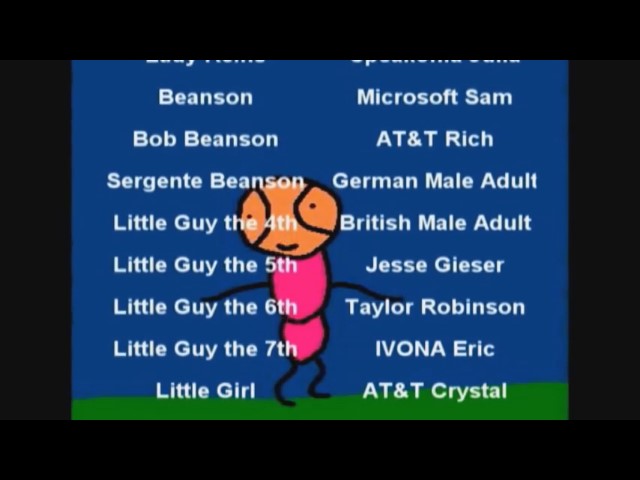 Beanson Microsoft Sam
Bob Beanson AT&T Rich
Sergente Beanson German Male Adult
Little Guy the 4th British Male Adult
Little Guy the 5th Jesse Gieser
Little Guy the 6th Taylor Robinson
Little Guy the 7th IVONA Eric
Little Girl AT&T Crystal